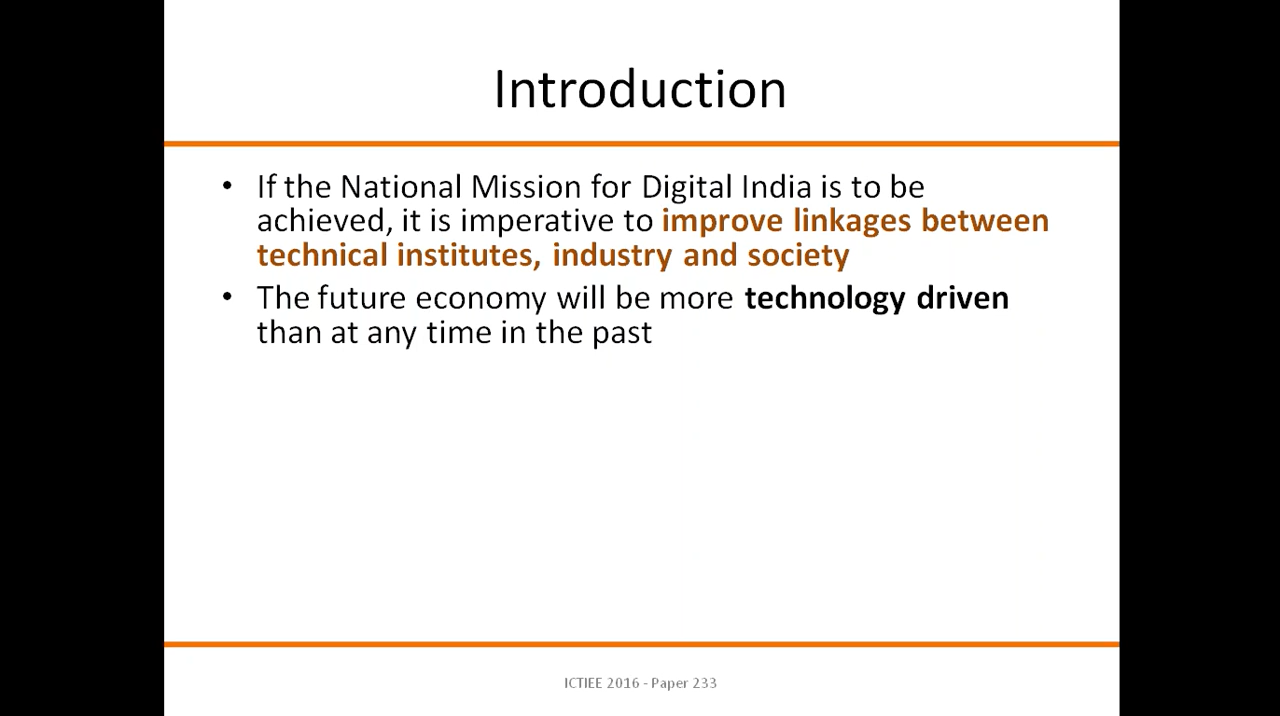 Introduction
• If the National Mission for Digital India is to be
achieved, it is imperative to improve linkages between
technical institutes, industry and society
• The future economy will be more technology driven
than at any time in the past
ICTIEE 2016 - Paper 233